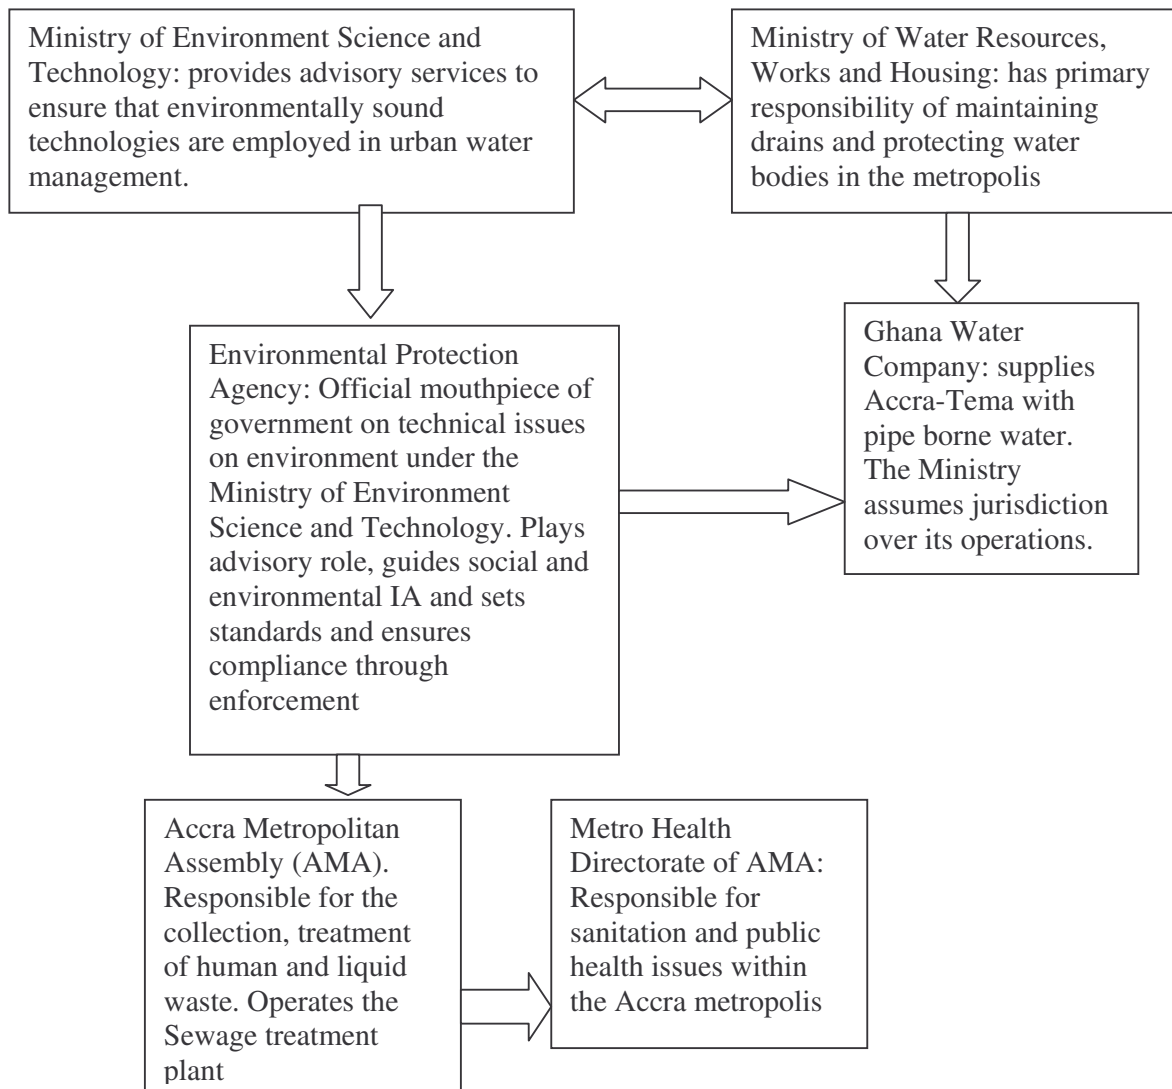 Ministry of Environment Science and
Technology: provides advisory services to
ensure that environmentally sound
technologies are employed in urban water
management.
Ministry of Water Resources,
Works and Housing: has primary
responsibility of maintaining
drains and protecting water
bodies in the metropolis
Environmental Protection
Agency: Official mouthpiece of
government on technical issues
on environment under the
Ministry of Environment
Science and Technology. Plays
advisory role, guides social and
environmental IA and sets
standards and ensures
compliance through
enforcement
Ghana Water
Company: supplies
Accra-Tema with
pipe borne water.
The Ministry
assumes jurisdiction
over its operations.
Accra Metropolitan
Assembly (AMA).
Responsible for the
collection, treatment
of human and liquid
waste. Operates the
Sewage treatment
plant
Metro Health
Directorate of AMA:
Responsible for
sanitation and public
health issues within
the Accra metropolis